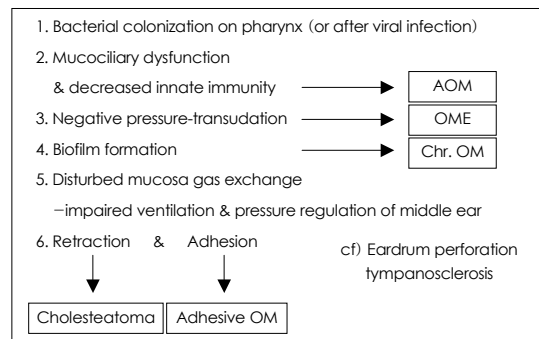 1. Bacterial colonization on pharynx (or after viral infection)
2. Mucociliary dysfunction
& decreased innate immunity
AOM
3. Negative pressure-transudation
OME
4. Biofilm formation
Chr. OM
5. Disturbed mucosa gas exchange
−impaired ventilation & pressure regulation of middle ear
6. Retraction & Adhesion
cf) Eardrum perforation
tympanosclerosis
Cholesteatoma
Adhesive OM